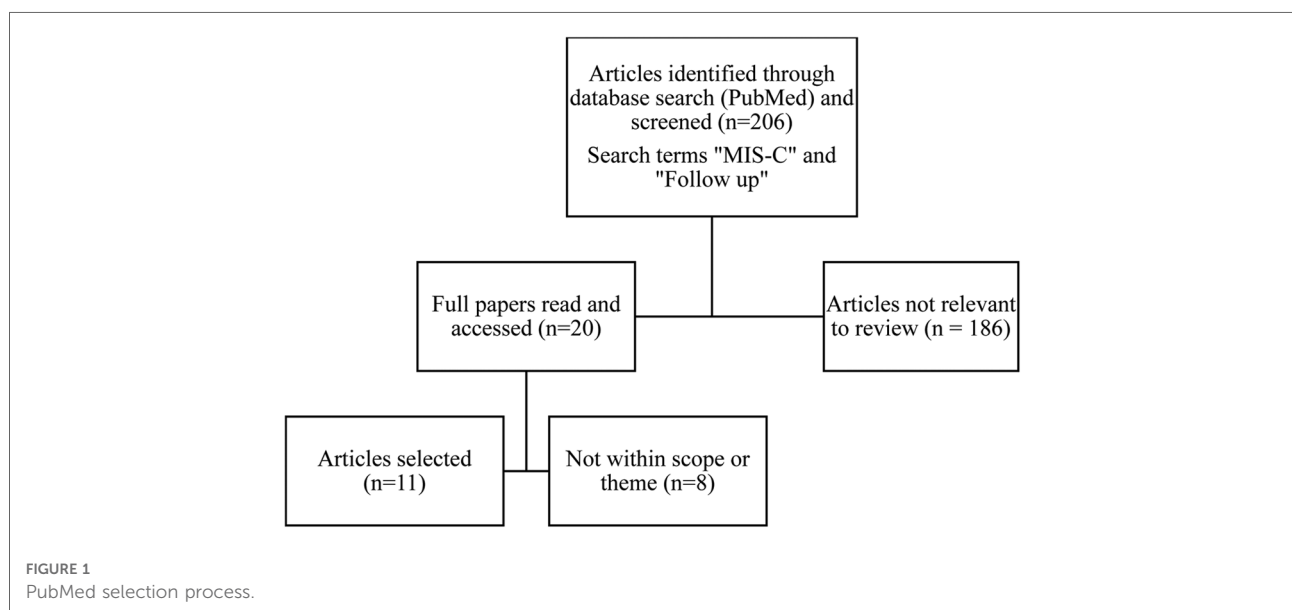 Articles identified through
database search (PubMed) and
screened (n=206)
Search terms "MIS-C" and
"Follow up"
Full papers read and
accessed (n=20)
Articles not relevant
to review (n = 186)
Articles selected
(n=11)
Not within scope or
theme (n=8)
FIGURE 1
PubMed selection process.